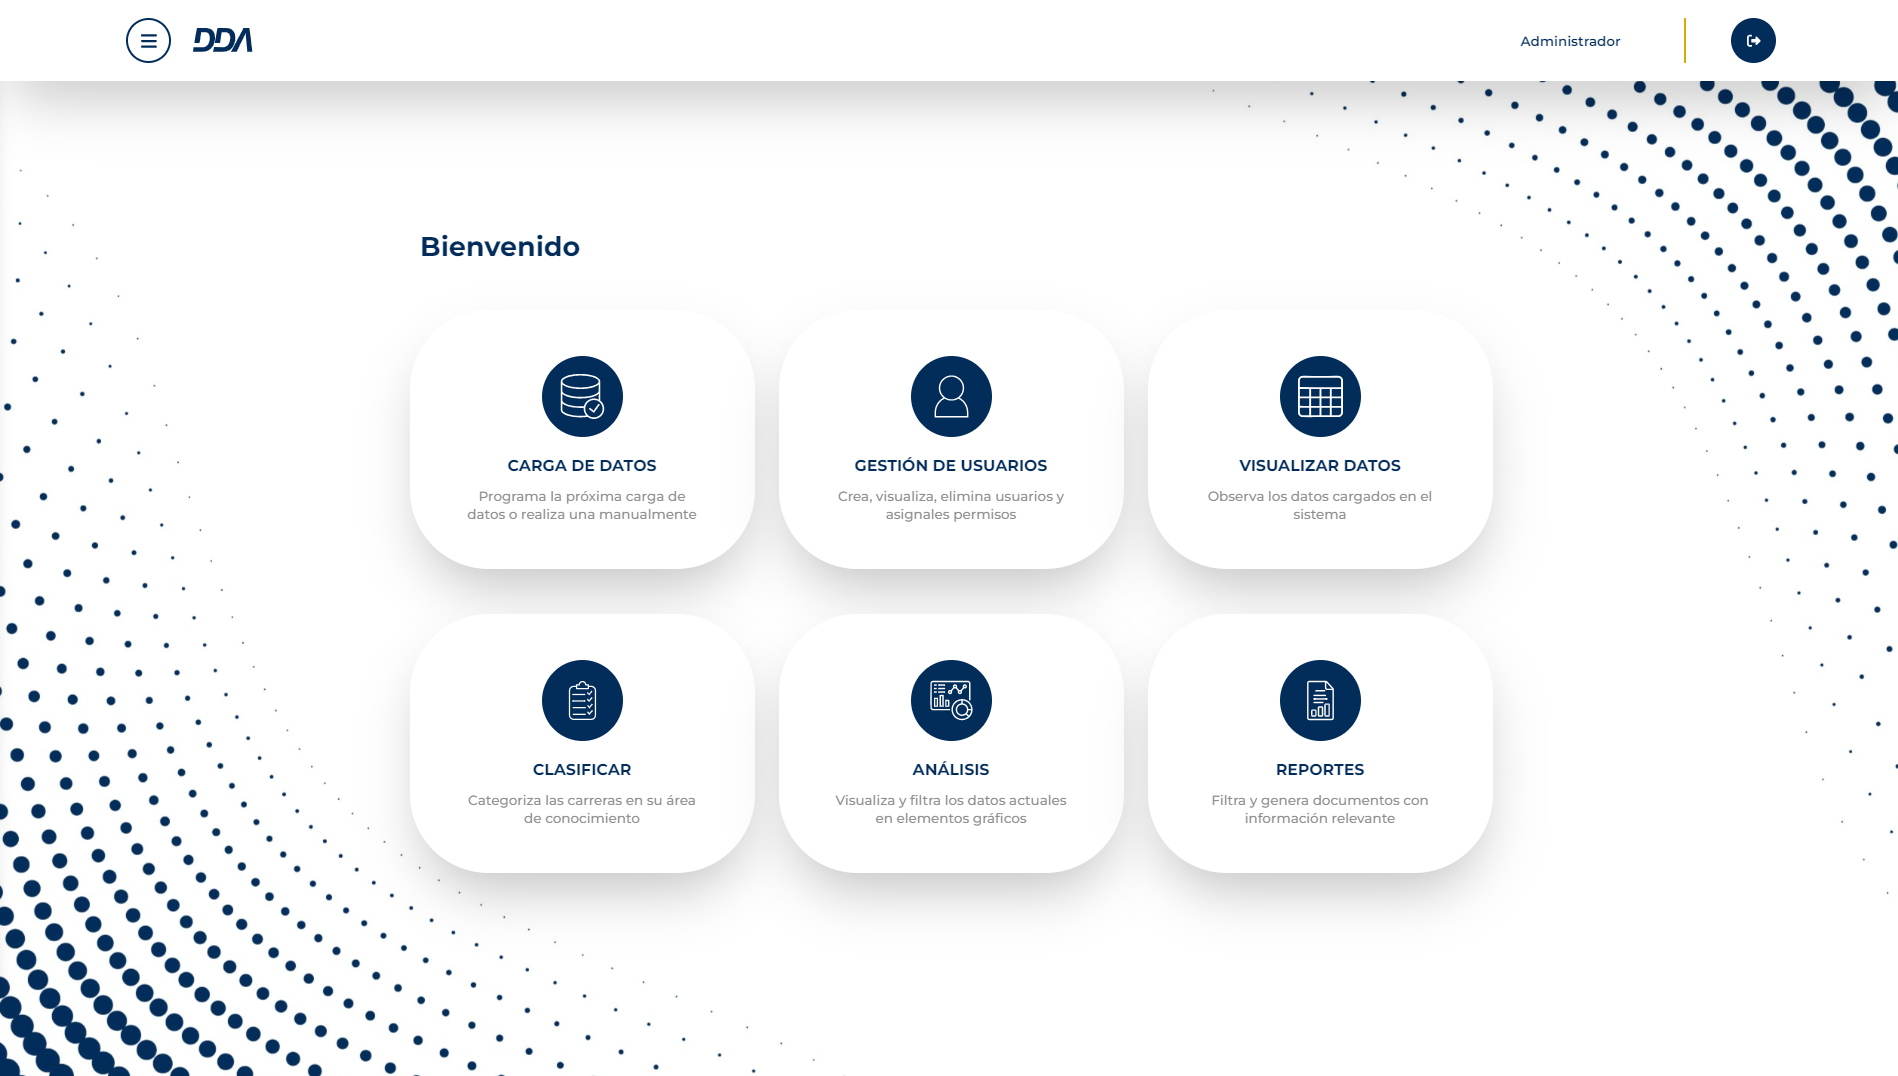 DDA
Administrador
Bienvenido
CARGA DE DATOS
Programa la próxima carga de
datos o realiza una manualmente
GESTIÓN DE USUARIOS
Crea, visualiza, elimina usuarios y
asignales permisos
VISUALIZAR DATOS
Observa los datos cargados en el
sistema
CLASIFICAR
Categoriza las carreras en su área
de conocimiento
ANÁLISIS
Visualiza y filtra los datos actuales
en elementos gráficos
REPORTES
Filtra y genera documentos con
información relevante